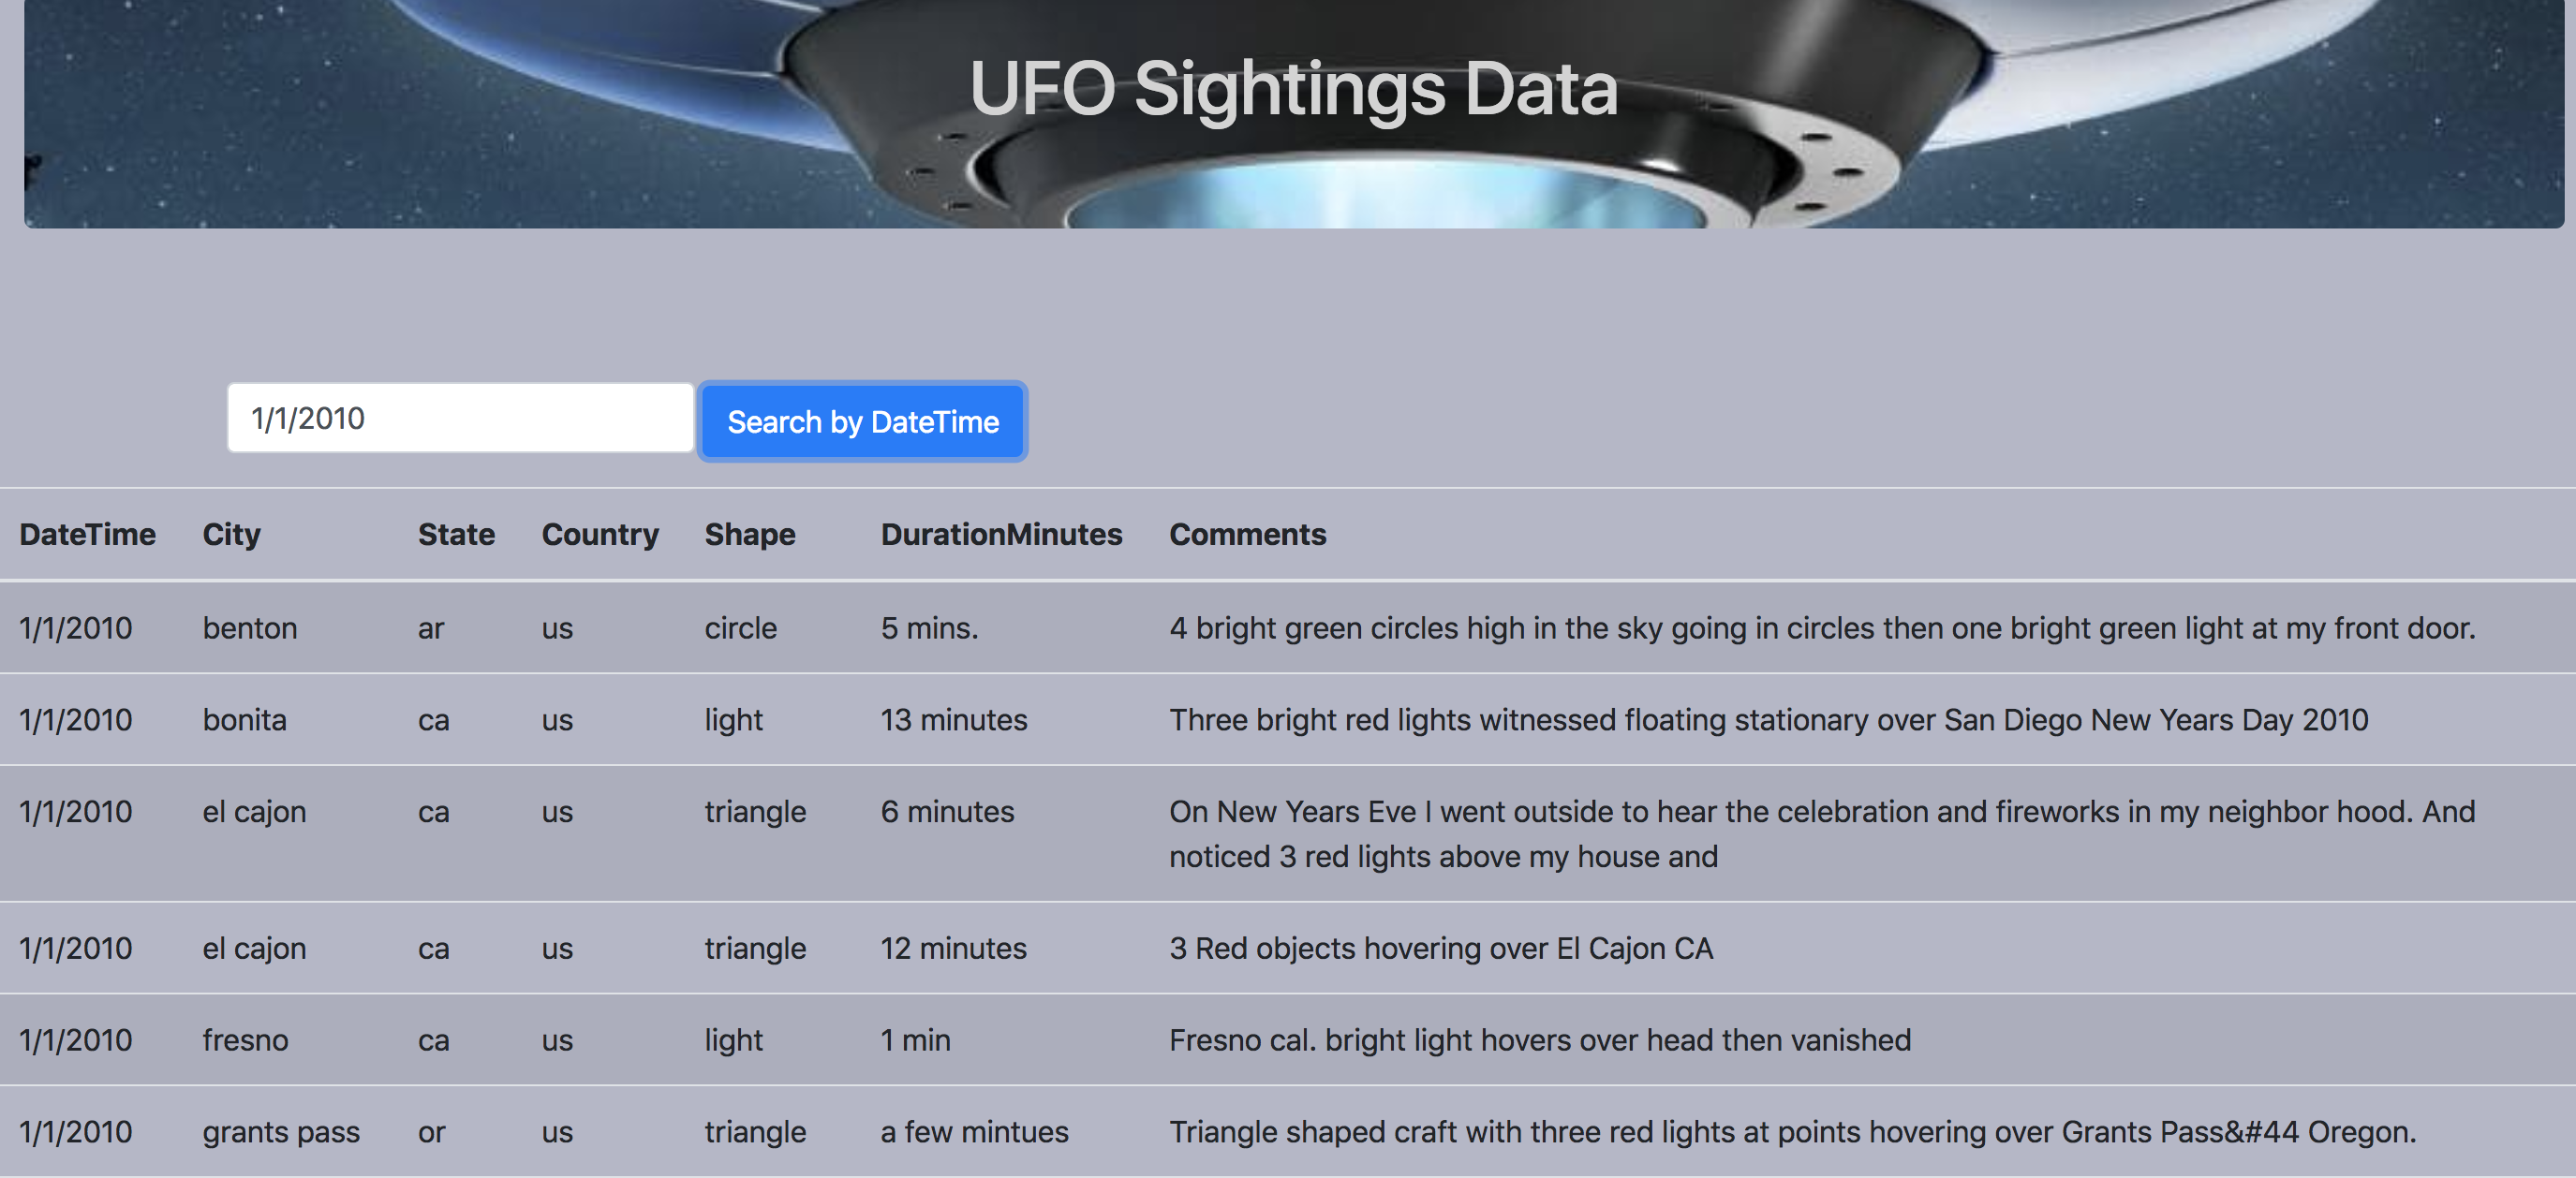 UFO Sightings Data
1/1/2010 Search by DateTime
DateTime City State Country Shape DurationMinutes Comments
1/1/2010 benton ar us circle 5 mins. 4 bright green circles high in the sky going in circles then one bright green light at my front door.
1/1/2010 bonita ca us light 13 minutes Three bright red lights witnessed floating stationary over San Diego New Years Day 2010
1/1/2010 el cajon ca us triangle 6 minutes On New Years Eve I went outside to hear the celebration and fireworks in my neighbor hood. And
noticed 3 red lights above my house and
1/1/2010 el cajon ca us triangle 12 minutes 3 Red objects hovering over El Cajon CA
1/1/2010 fresno ca us light 1 min Fresno cal. bright light hovers over head then vanished
1/1/2010 grants pass or us triangle a few mintues Triangle shaped craft with three red lights at points hovering over Grants Pass&#44 Oregon.